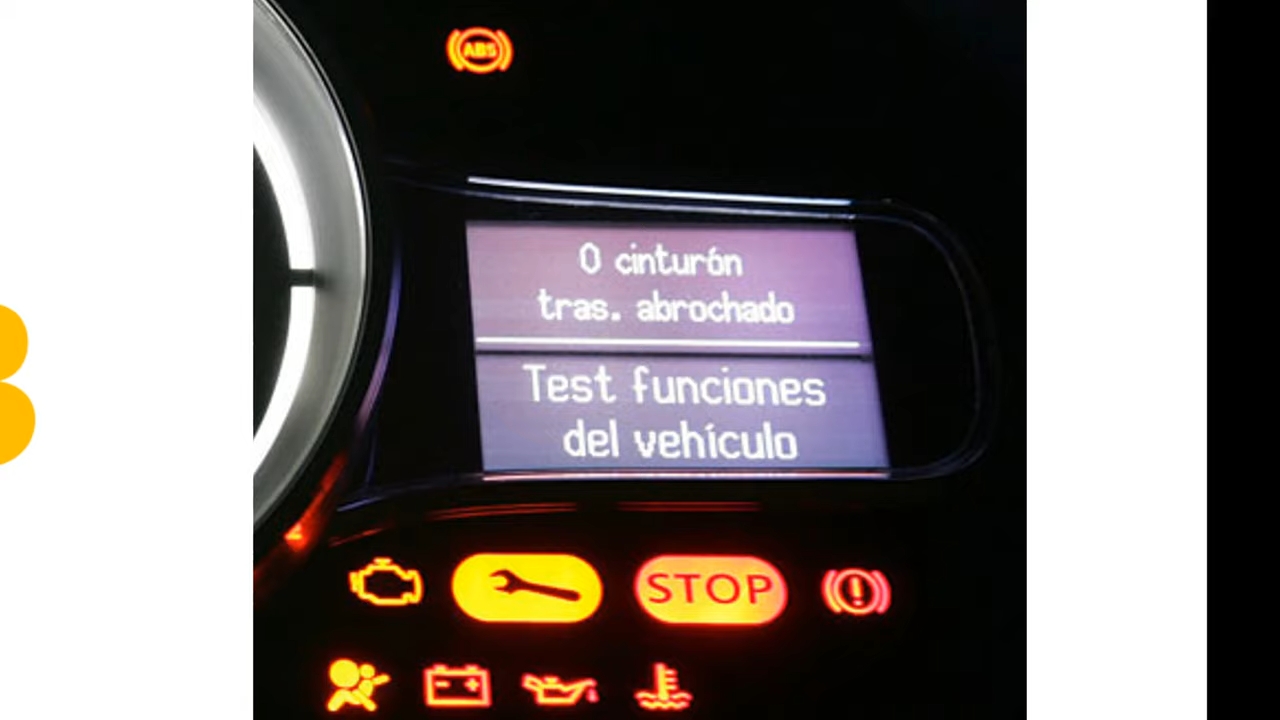 ABS
0 cinturón
tras. abrochado
Test funciones
del vehículo
STOP